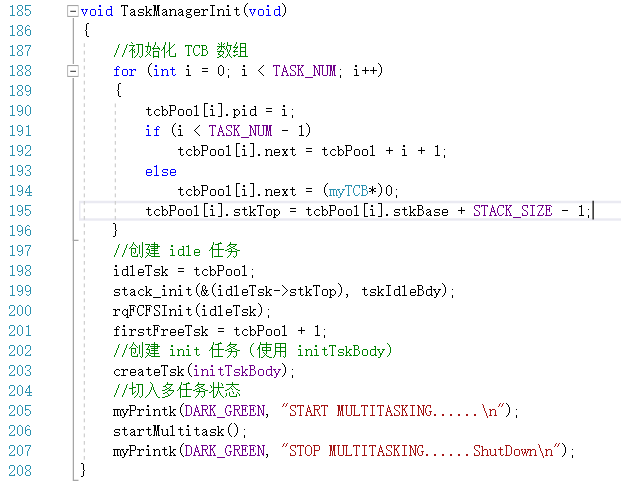 185 void TaskManagerInit(void)
186 {
187 //初始化 TCB 数组
188 for (int i = 0; i < TASK_NUM; i++)
189 {
190 tcbPool[i].pid = i;
191 if (i < TASK_NUM - 1)
192 tcbPool[i].next = tcbPool + i + 1;
193 else
194 tcbPool[i].next = (myTCB*)0;
195 tcbPool[i].stkTop = tcbPool[i].stkBase + STACK_SIZE - 1;
196 }
197 //创建 idle 任务
198 idleTsk = tcbPool;
199 stack_init(&(idleTsk->stkTop), tskIdleBdy);
200 rqFCFSInit(idleTsk);
201 firstFreeTsk = tcbPool + 1;
202 //创建 init 任务（使用 initTskBody）
203 createTsk(initTskBody);
204 //切入多任务状态
205 myPrintk(DARK_GREEN, "START MULTITASKING......\n");
206 startMultitask();
207 myPrintk(DARK_GREEN, "STOP MULTITASKING......ShutDown\n");
208 }